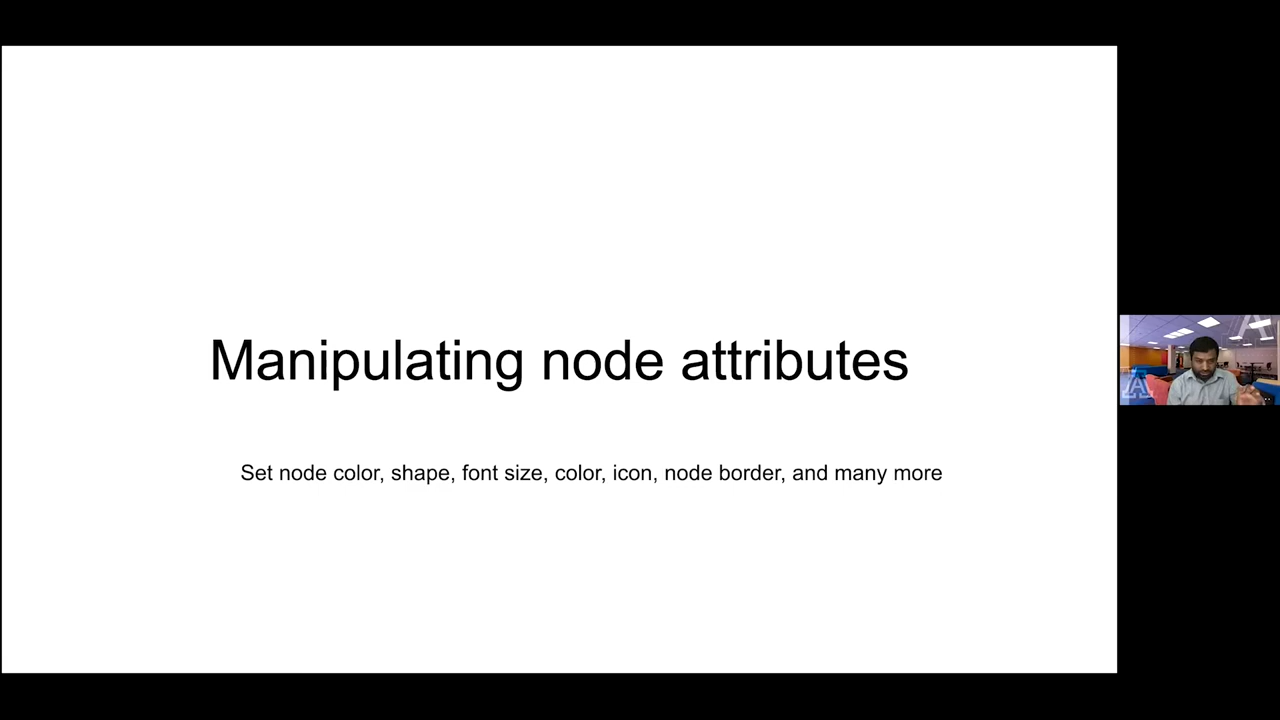 Manipulating node attributes
Set node color, shape, font size, color, icon, node border, and many more
A
A